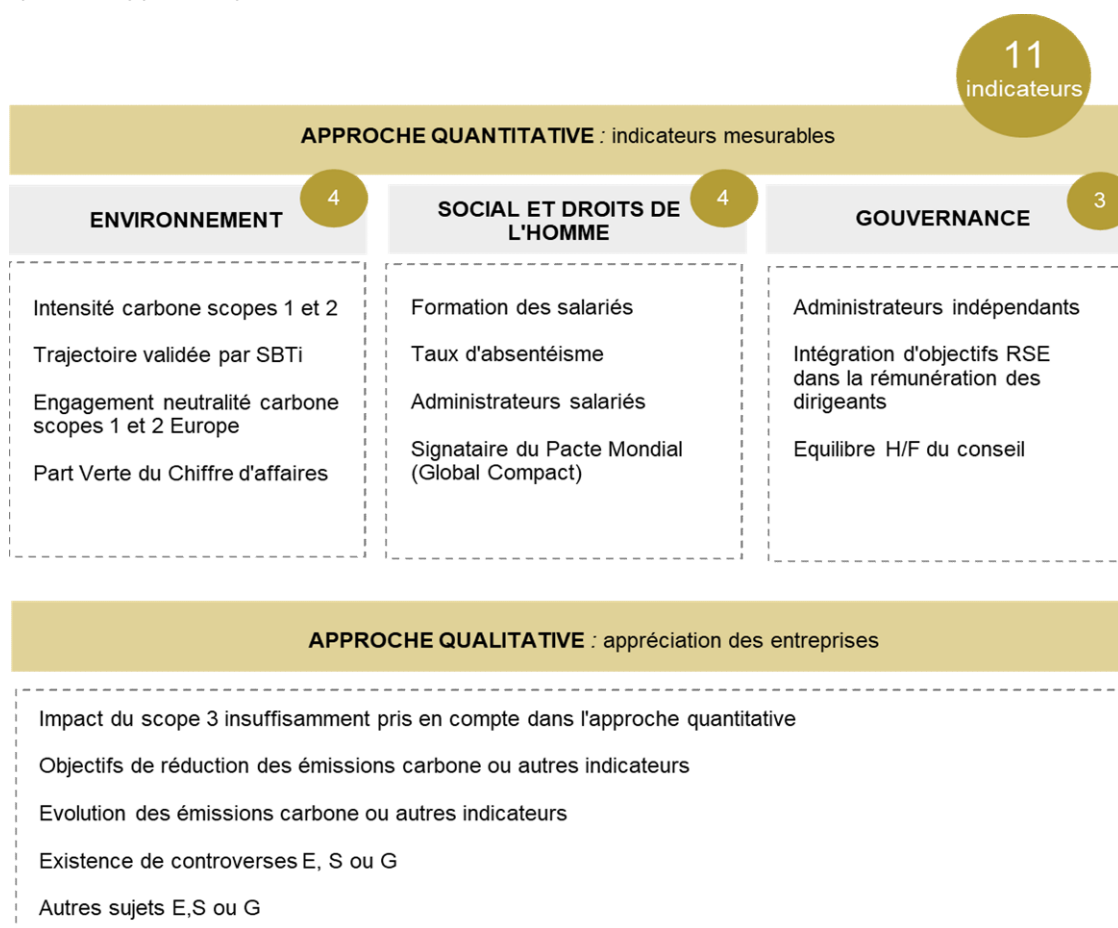 11
indicateurs
APPROCHE QUANTITATIVE : indicateurs mesurables
ENVIRONNEMENT
4
Intensité carbone scopes 1 et 2
Trajectoire validée par SBTi
Engagement neutralité carbone
scopes 1 et 2 Europe
Part Verte du Chiffre d'affaires
SOCIAL ET DROITS DE
L'HOMME
4
Formation des salariés
Taux d'absentéisme
Administrateurs salariés
Signataire du Pacte Mondial
(Global Compact)
GOUVERNANCE
3
Administrateurs indépendants
Intégration d'objectifs RSE
dans la rémunération des
dirigeants
Equilibre H/F du conseil
APPROCHE QUALITATIVE : appréciation des entreprises
Impact du scope 3 insuffisamment pris en compte dans l'approche quantitative
Objectifs de réduction des émissions carbone ou autres indicateurs
Evolution des émissions carbone ou autres indicateurs
Existence de controverses E, S ou G
Autres sujets E,S ou G